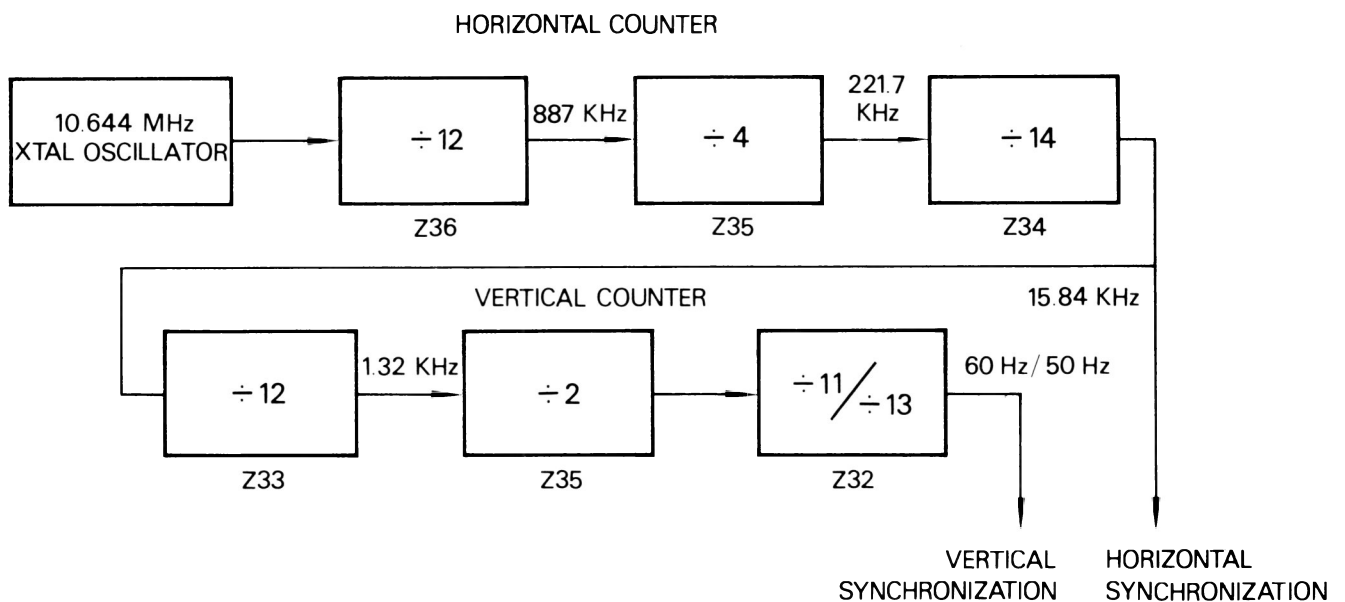 HORIZONTAL COUNTER
10.644 MHz
XTAL OSCILLATOR
÷12
887 KHz
÷4
221.7
KHz
÷14
Z36
Z35
Z34
VERTICAL COUNTER
15.84 KHz
÷12
1.32 KHz
÷2
÷11/÷13
60 Hz/50 Hz
Z33
Z35
Z32
VERTICAL
SYNCHRONIZATION
HORIZONTAL
SYNCHRONIZATION